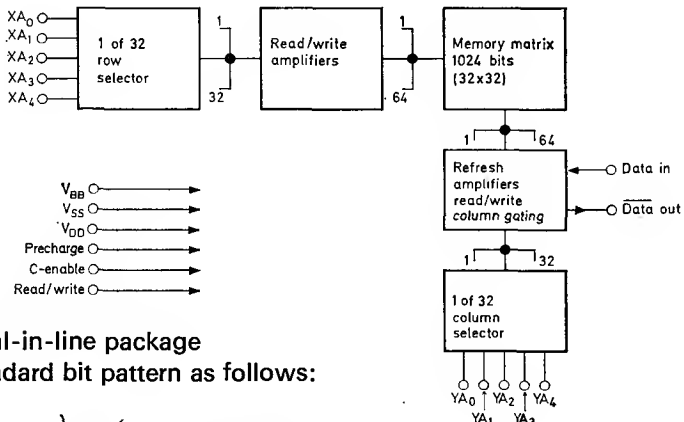 XA0
XA1
XA2
XA3
XA4
1 of 32
row
selector
1
32
Read/write
amplifiers
1
64
Memory matrix
1024 bits
(32x32)
1
64
Refresh
amplifiers
read/write
column gating
Data in
Data out
1
32
1 of 32
column
selector
YA0
YA1
YA2
YA3
YA4
VBB
VSS
VDD
Precharge
C-enable
Read/write
al-in-line package
dard bit pattern as follows: